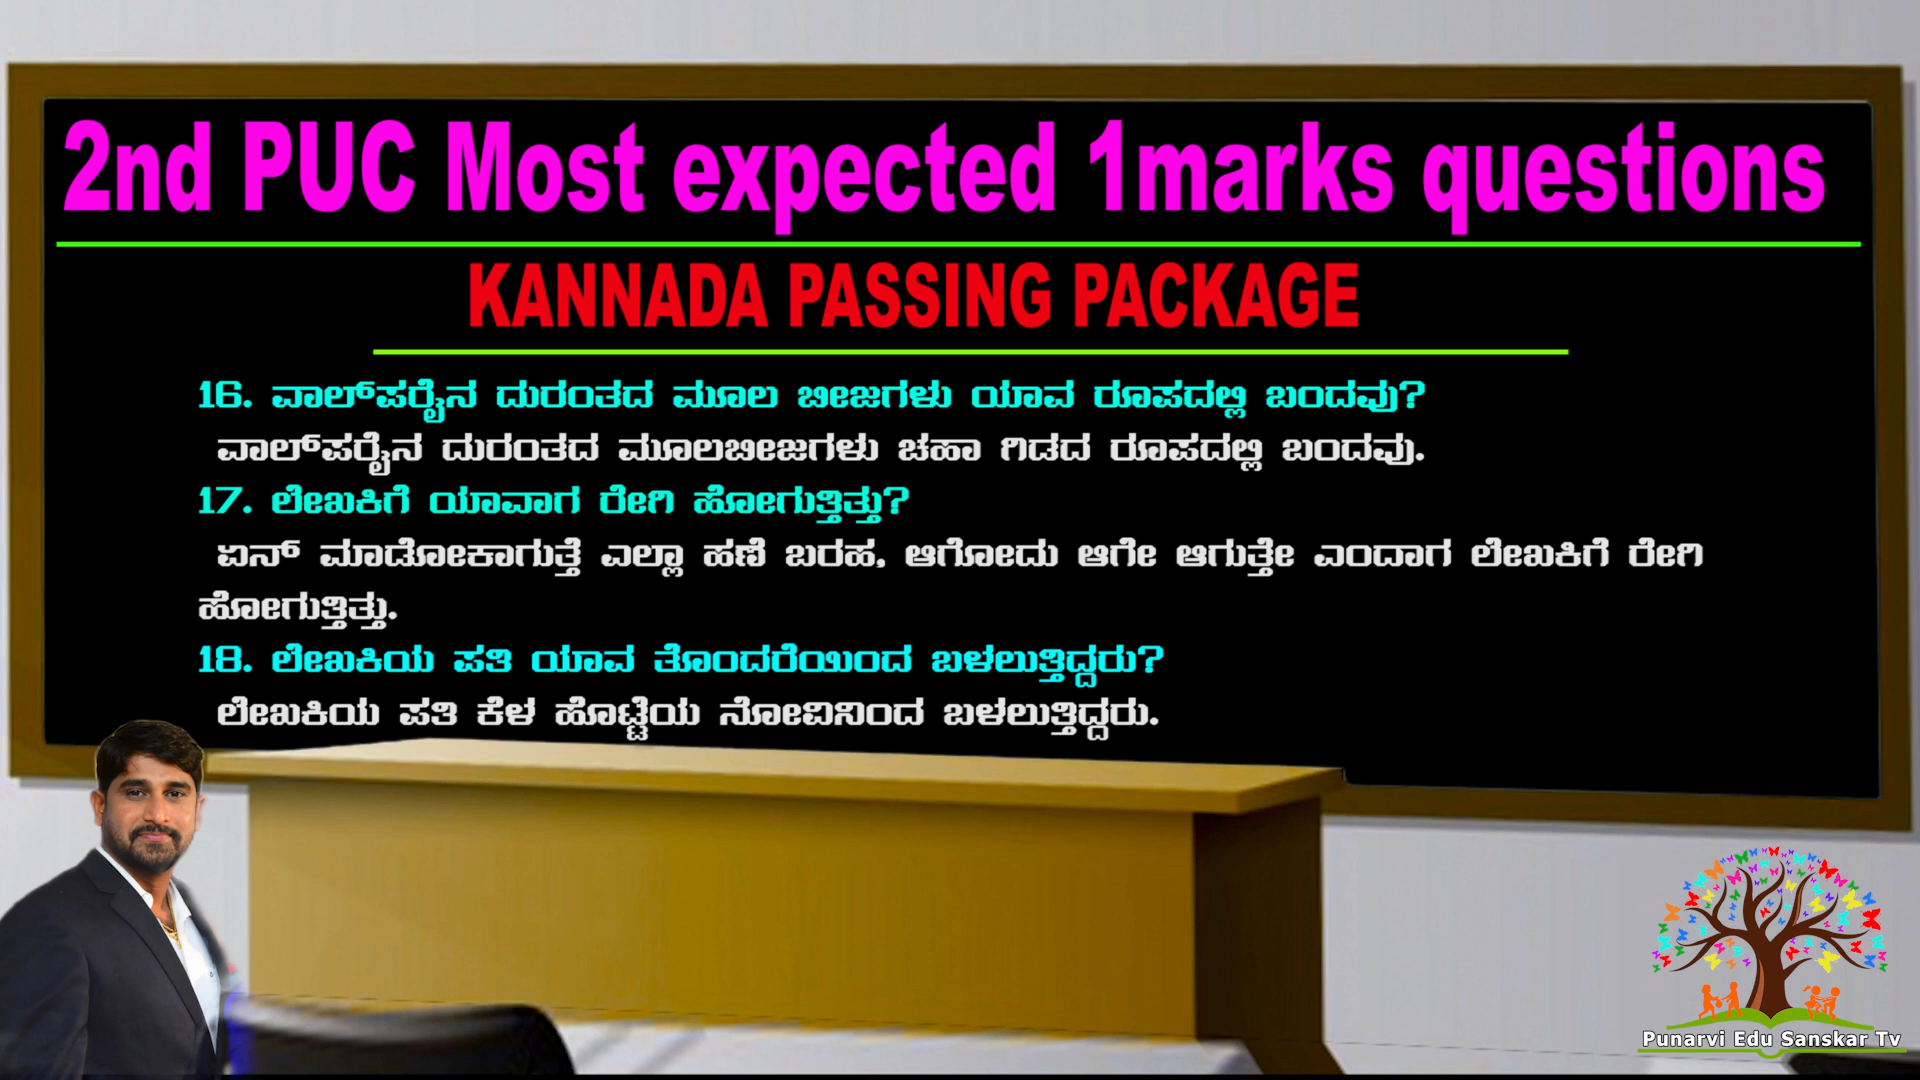 2nd PUC Most expected 1marks questions
KANNADA PASSING PACKAGE
16. ವಾಲ್‌ಪರೈನ ದುರಂತದ ಮೂಲ ಬೀಜಗಳು ಯಾವ ರೂಪದಲ್ಲಿ ಬಂದವು?
ವಾಲ್‌ಪರೈನ ದುರಂತದ ಮೂಲಬೀಜಗಳು ಚಹಾ ಗಿಡದ ರೂಪದಲ್ಲಿ ಬಂದವು.
17. ಲೇಖಕಿಗೆ ಯಾವಾಗ ರೇಗಿ ಹೋಗುತ್ತಿತ್ತು?
ಏನ್ ಮಾಡೋಕಾಗುತ್ತೆ ಎಲ್ಲಾ ಹಣೆ ಬರಹ, ಆಗೋದು ಆಗೇ ಆಗುತ್ತೇ ಎಂದಾಗ ಲೇಖಕಿಗೆ ರೇಗಿ
ಹೋಗುತ್ತಿತ್ತು.
18. ಲೇಖಕಿಯ ಪತಿ ಯಾವ ತೊಂದರೆಯಿಂದ ಬಳಲುತ್ತಿದ್ದರು?
ಲೇಖಕಿಯ ಪತಿ ಕೆಳ ಹೊಟ್ಟೆಯ ನೋವಿನಿಂದ ಬಳಲುತ್ತಿದ್ದರು.
Punarvi Edu Sanskar Tv